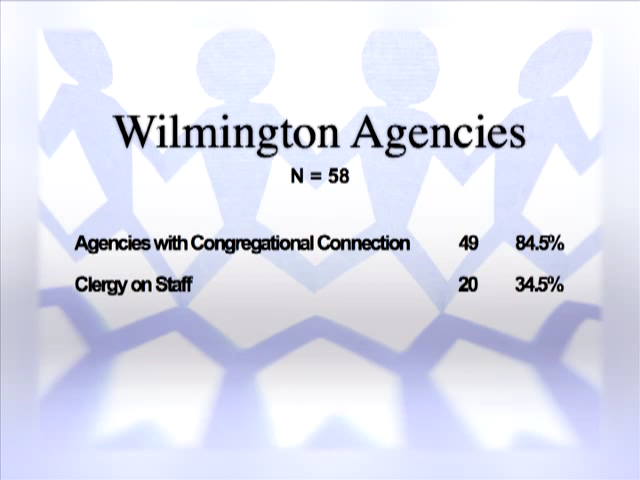 Wilmington Agencies
N = 58
Agencies with Congregational Connection 49 84.5%
Clergy on Staff 20 34.5%